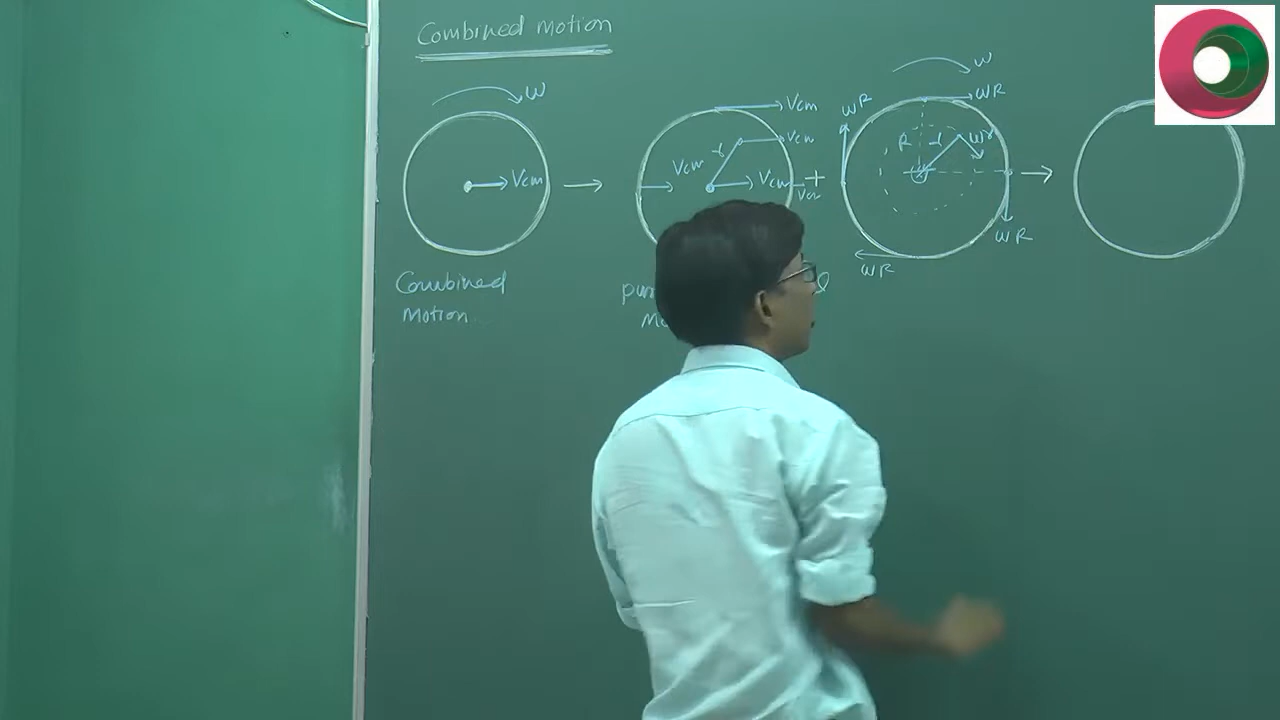 Combined motion
ω
Vcm
Combined
Motion
Vcm
Vcm
r
Vcm
Vcm
Vcm
+
ω
ωR
ωR
R
r
ωr
ωR
ωR